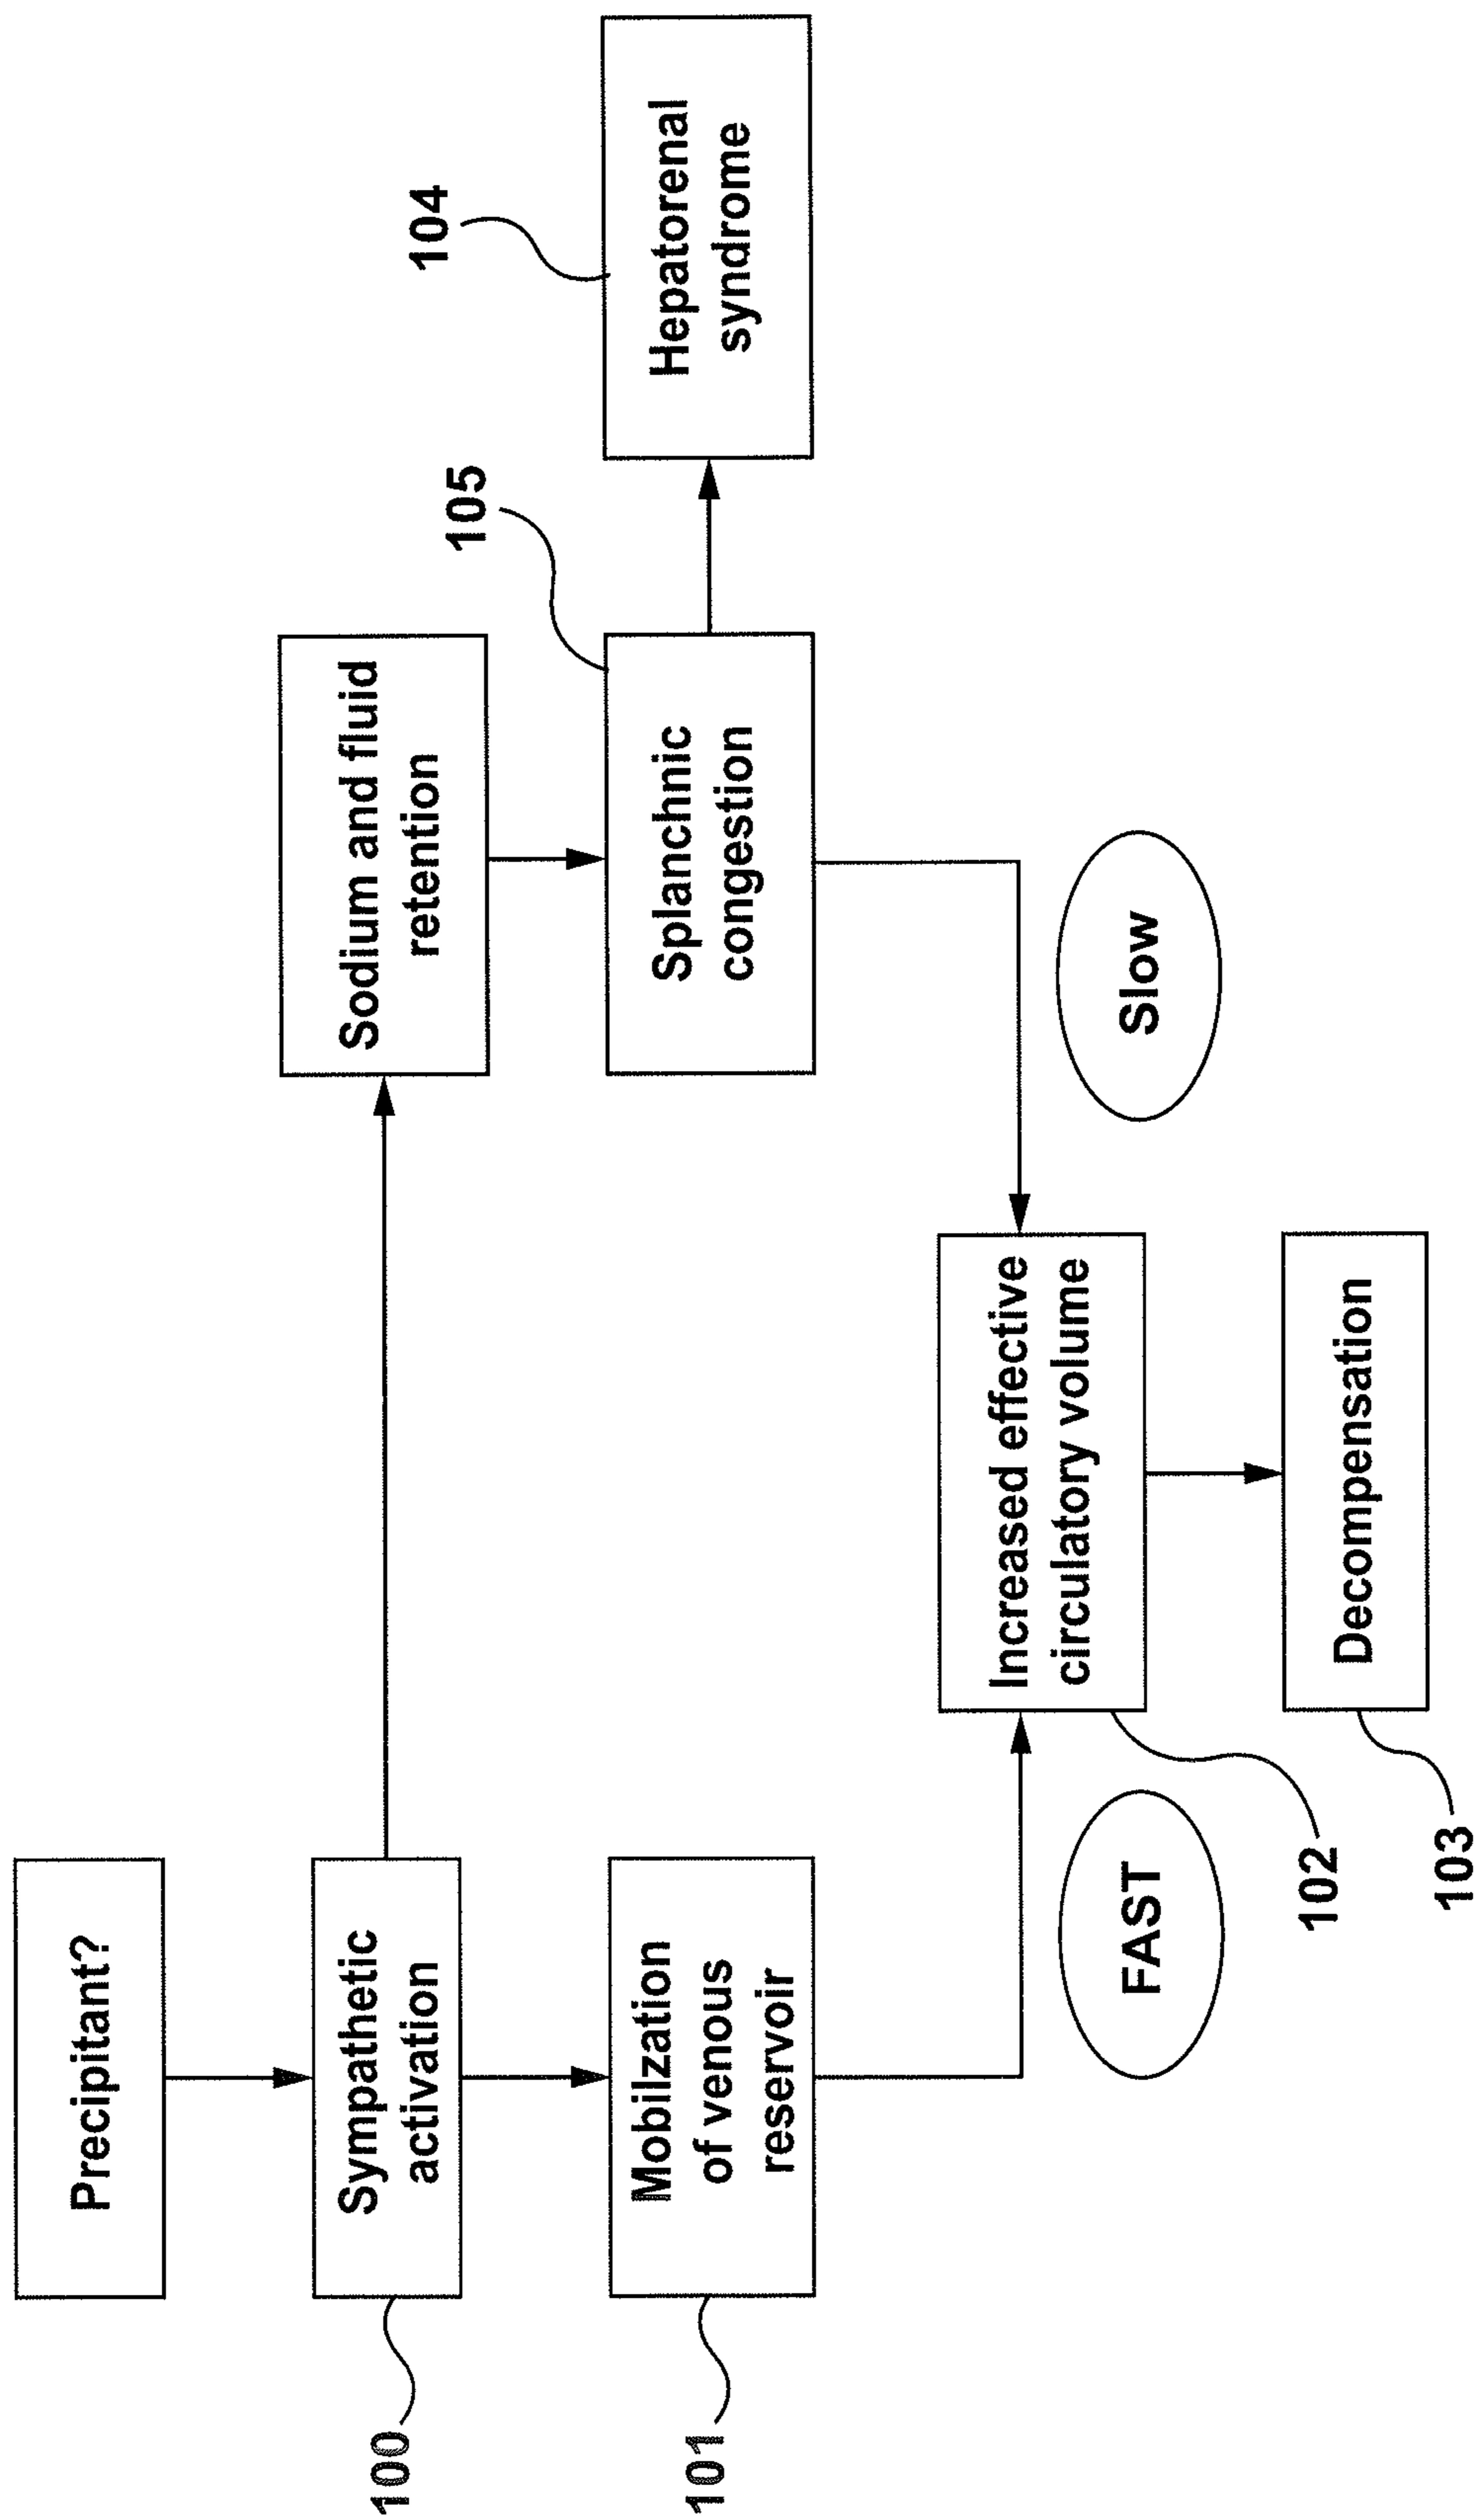 Precipitant?
100
Sympathetic
activation
Sodium and fluid
retention
104
101
Mobilzation
of venous
reservoir
105
Splanchnic
congestion
Hepatorenal
syndrome
Increased effective
circulatory volume
FAST
Slow
102
Decompensation
103